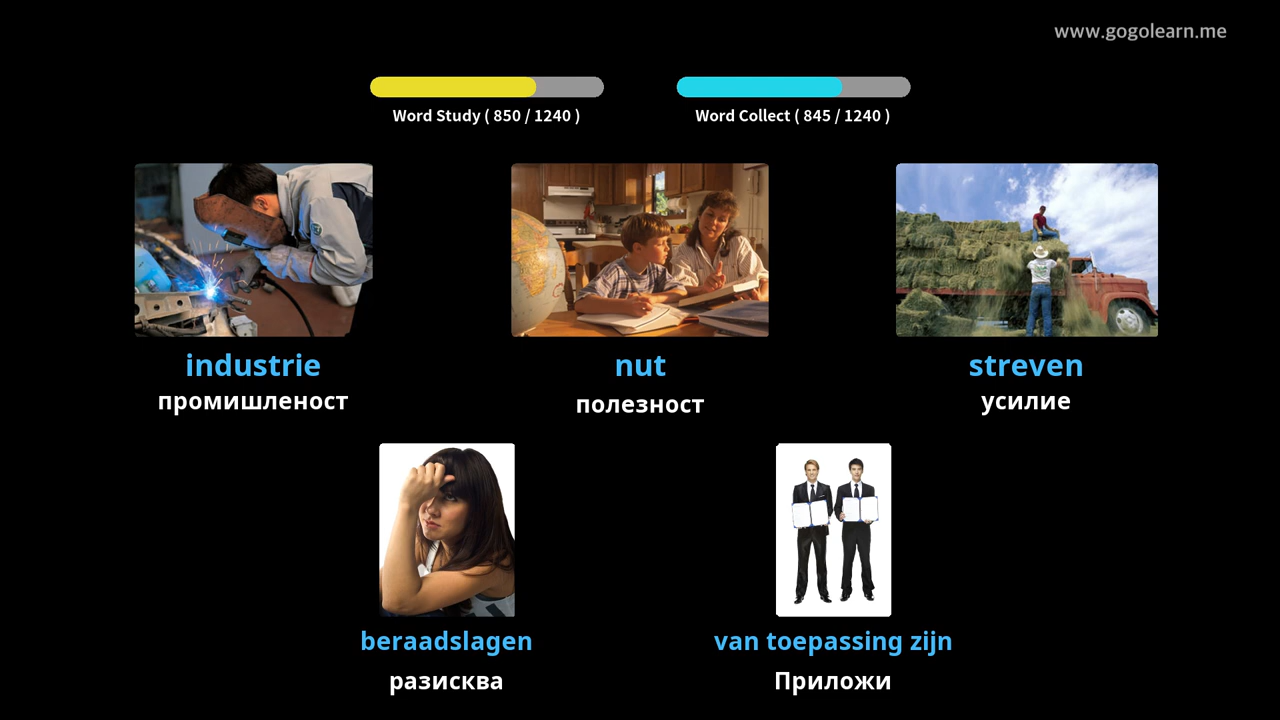 www.gogolearn.me
Word Study ( 850 / 1240 )
Word Collect ( 845 / 1240 )
industrie
промишленост
nut
полезност
streven
усилие
beraadslagen
разисква
van toepassing zijn
Приложи